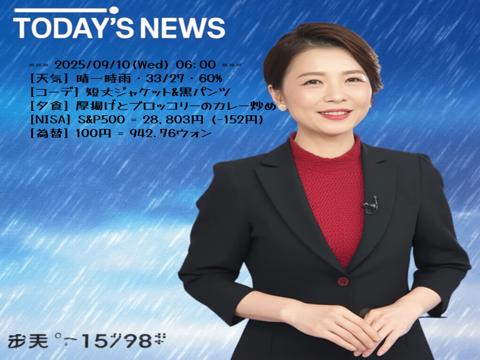 TODAY'S NEWS
--- 2025/09/10(Wed) 06:00 ---
[天気] 晴一時雨・33/27・60%
[コーデ] 短丈ジャケット&黒パンツ
[夕食] 厚揚げとブロッコリーのカレー炒め
[NISA] S&P500 = 28,803円 (-152円)
[為替] 100円 = 942.76ウォン